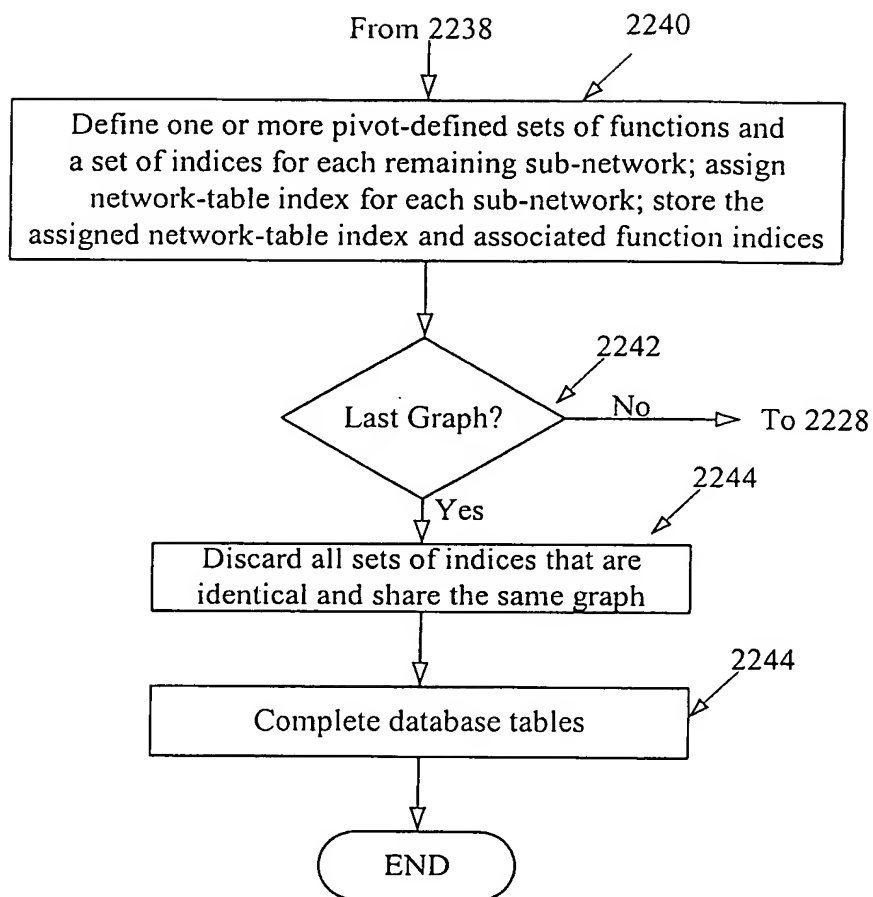 From 2238
2240
Define one or more pivot-defined sets of functions and
a set of indices for each remaining sub-network; assign
network-table index for each sub-network; store the
assigned network-table index and associated function indices
2242
Last Graph?
No
To 2228
Yes
2244
Discard all sets of indices that are
identical and share the same graph
2244
Complete database tables
END